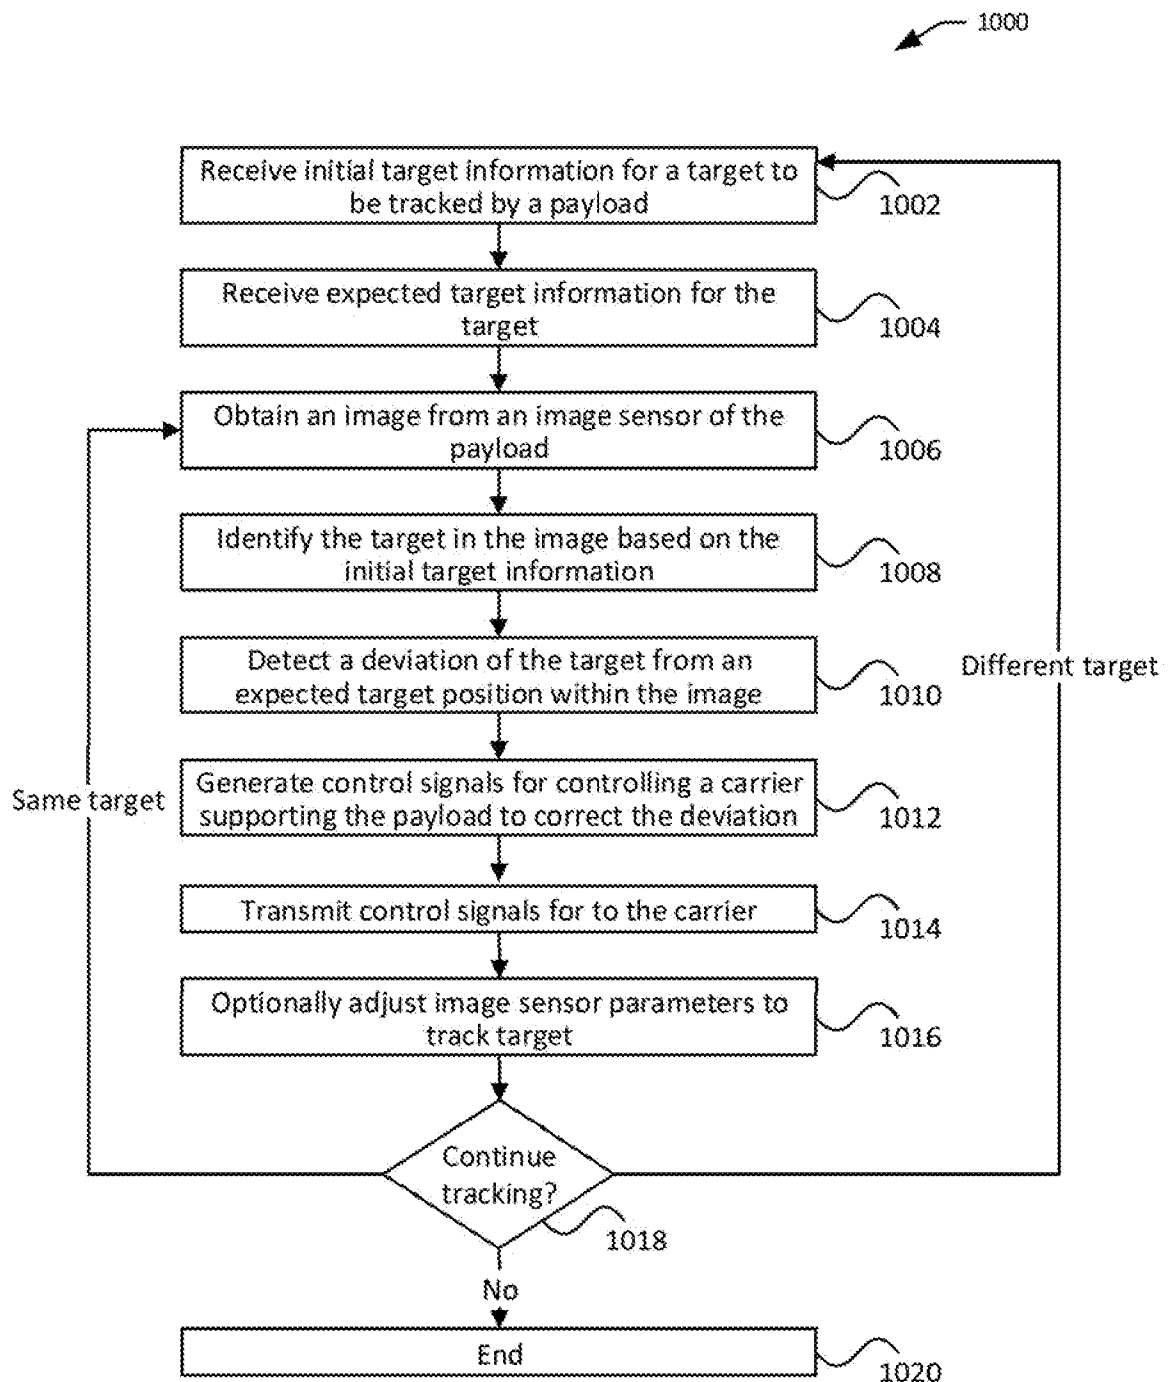 1000
Receive initial target information for a target to
be tracked by a payload
1002
Receive expected target information for the
target
1004
Obtain an image from an image sensor of the
payload
1006
Identify the target in the image based on the
initial target information
1008
Detect a deviation of the target from an
expected target position within the image
1010
Different target
Generate control signals for controlling a carrier
supporting the payload to correct the deviation
1012
Same target
Transmit control signals for to the carrier
1014
Optionally adjust image sensor parameters to
track target
1016
Continue
tracking?
1018
No
End
1020